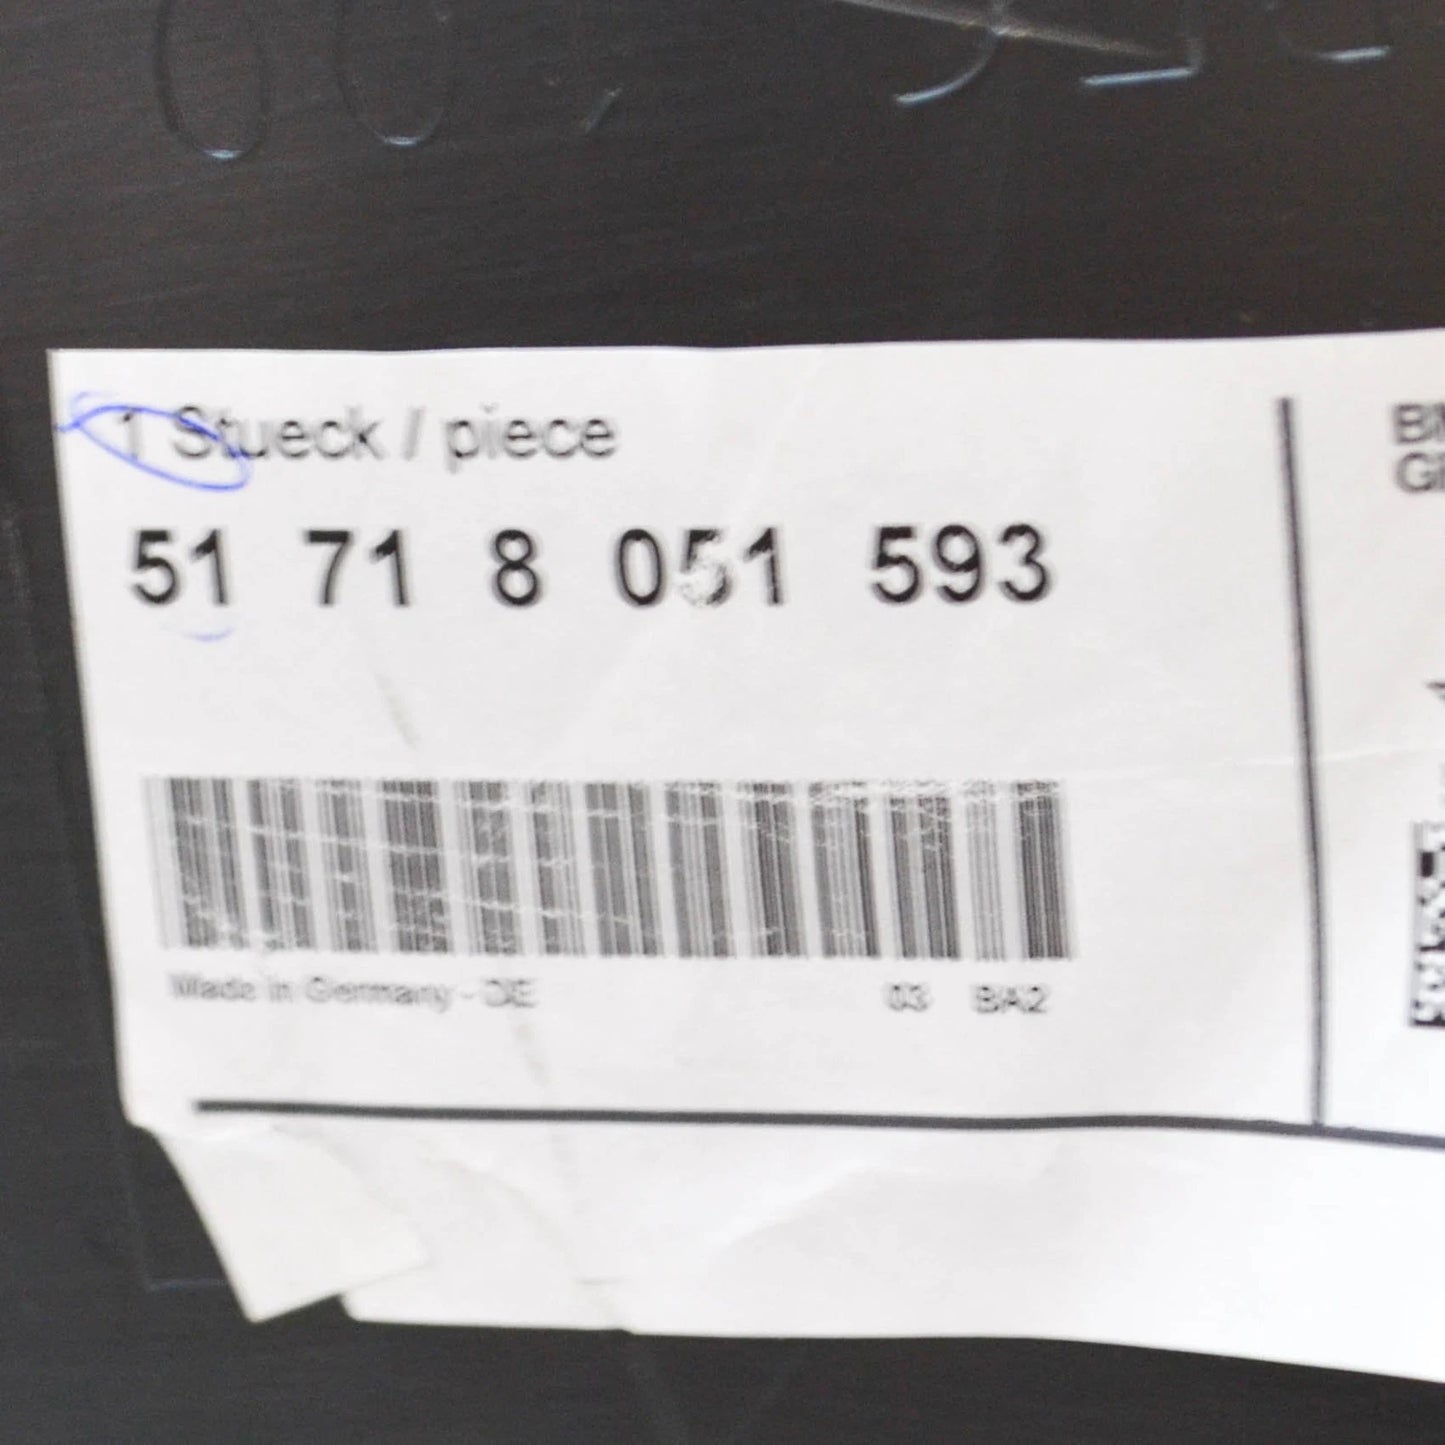 1 Stueck / piece
51 71 8 051 593
Made in Germany - DE 03 BA2